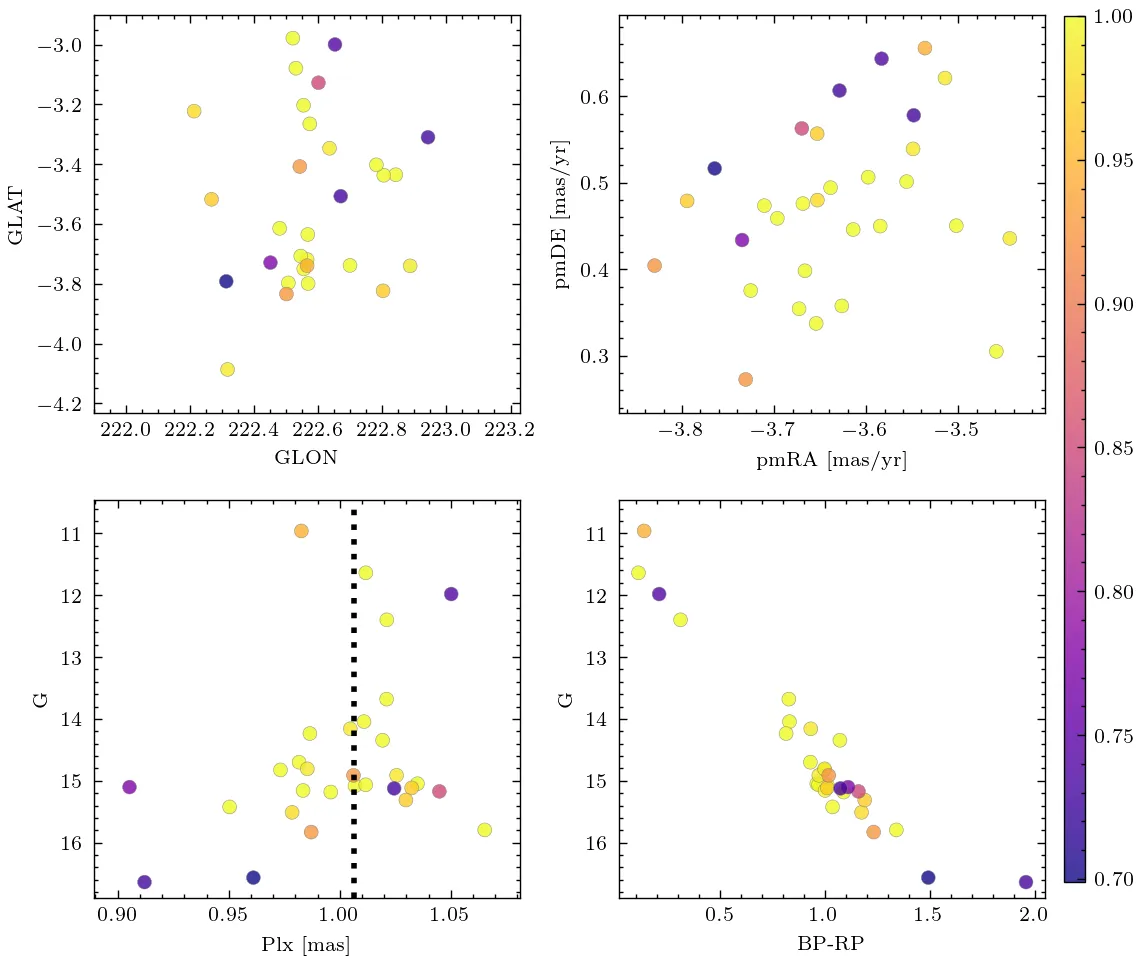 −3.0
−3.2
−3.4
−3.6
−3.8
−4.0
−4.2
GLAT
222.0 222.2 222.4 222.6 222.8 223.0 223.2
GLON
0.6
0.5
0.4
0.3
pmDE [mas/yr]
−3.8 −3.7 −3.6 −3.5
pmRA [mas/yr]
1.00
0.95
0.90
0.85
0.80
0.75
0.70
11
12
13
14
15
16
G
0.90 0.95 1.00 1.05
Plx [mas]
11
12
13
14
15
16
G
0.5 1.0 1.5 2.0
BP-RP